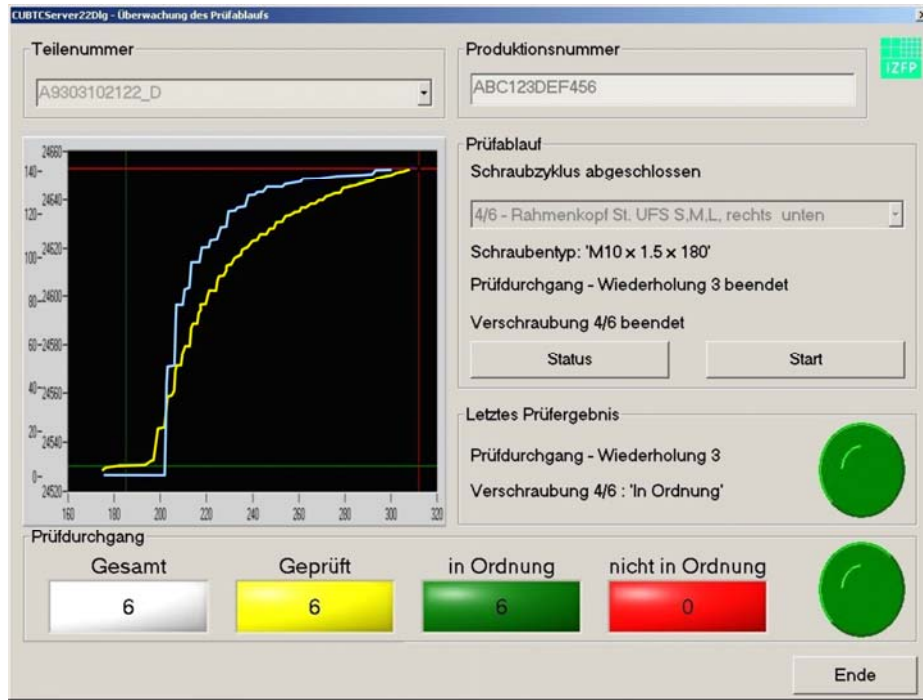 CUBTCServer22Dlg - Überwachung des Prüfablaufs
Teilenummer
A9303102122_D
Produktionsnummer
ABC123DEF456
IZFP
24660
140
24640
120
24620
100
24600
80
24580
60
24560
40
24540
20
0
24520
160 180 200 220 240 260 280 300 320
Prüfablauf
Schraubzyklus abgeschlossen
4/6 - Rahmenkopf St. UFS S,M,L, rechts unten
Schraubentyp: 'M10 x 1.5 x 180'
Prüfdurchgang - Wiederholung 3 beendet
Verschraubung 4/6 beendet
Status Start
Letztes Prüfergebnis
Prüfdurchgang - Wiederholung 3
Verschraubung 4/6 : 'In Ordnung'
Prüfdurchgang
Gesamt Geprüft in Ordnung nicht in Ordnung
6 6 6 0
Ende